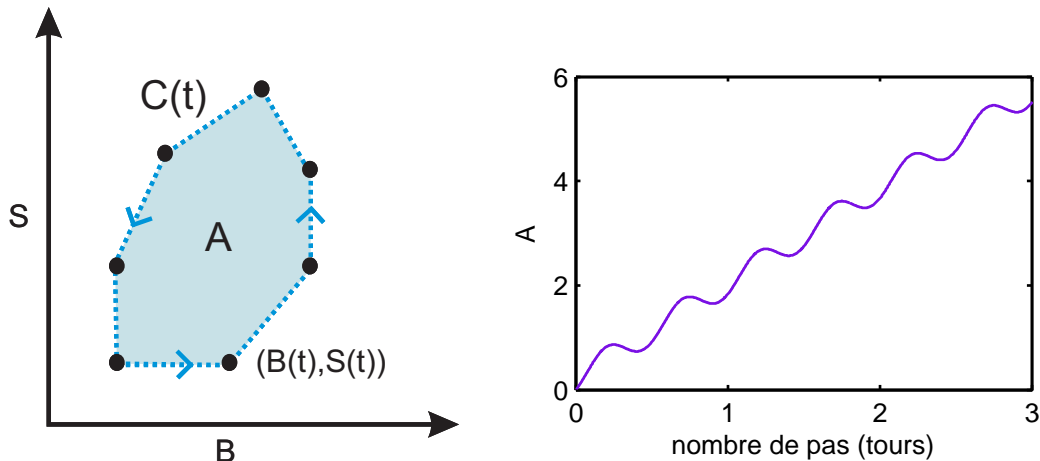 C(t)
S
A
(B(t),S(t))
B
6
4
A
2
0
0 1 2 3
nombre de pas (tours)